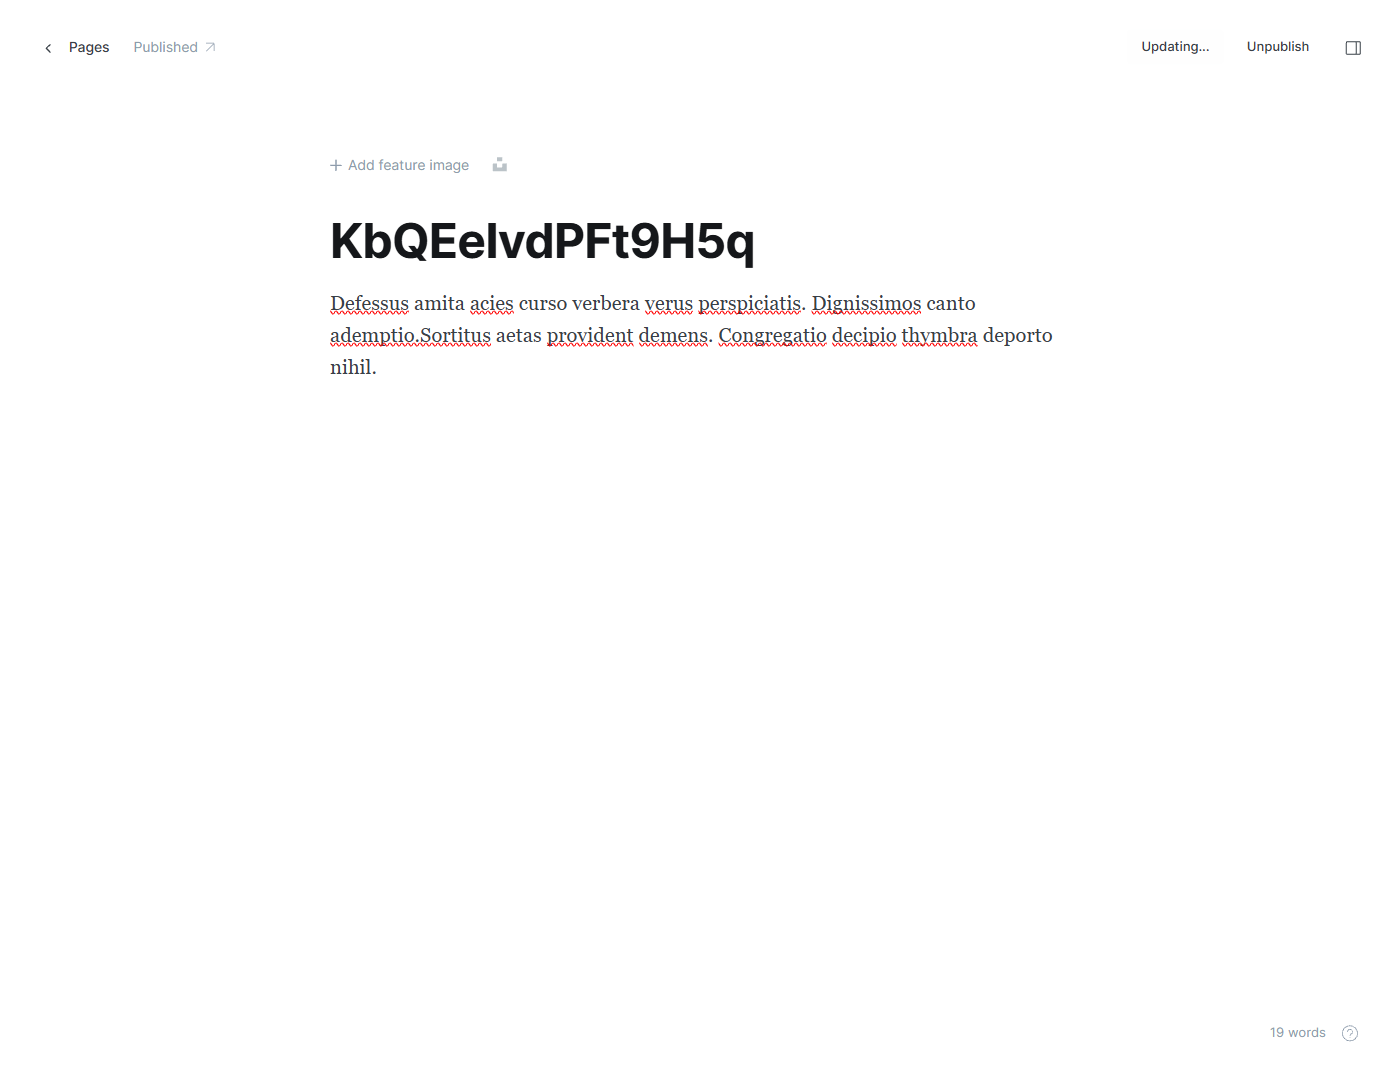 Pages Published
Updating... Unpublish
Add feature image
KbQEelvdPFt9H5q
Defessus amita acies curso verbera verus perspiciatis. Dignissimos canto
ademptio.Sortitus aetas provident demens. Congregatio decipio thymbra deporto
nihil.
19 words